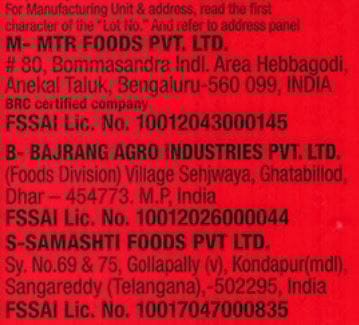 For Manufacturing Unit & address, read the first
character of the "Lot No." And refer to address panel
M- MTR FOODS PVT. LTD.
# 80, Bommasandra Indl. Area Hebbagodi,
Anekal Taluk, Bengaluru-560 099, INDIA
BRC certified company
FSSAI Lic. No. 10012043000145
B- BAJRANG AGRO INDUSTRIES PVT. LTD.
(Foods Division) Village Sehjwaya, Ghatabillod,
Dhar – 454773. M.P, India
FSSAI Lic. No. 10012026000044
S-SAMASHTI FOODS PVT LTD.
Sy. No.69 & 75, Gollapally (v), Kondapur(mdl),
Sangareddy (Telangana),-502295, India
FSSAI Lic. No. 10017047000835